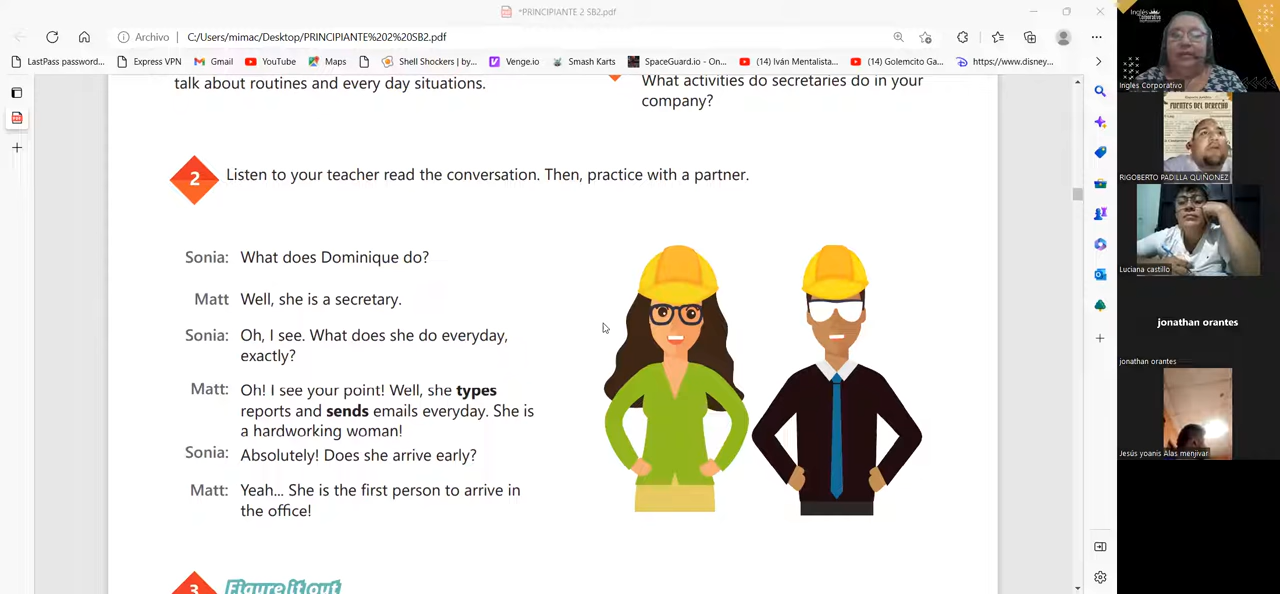 *PRINCIPIANTE 2 SB2.pdf
Archivo C:/Users/mimac/Desktop/PRINCIPIANTE%202%20SB2.pdf
LastPass password... Express VPN Gmail YouTube Maps Shell Shockers | by... Venge.io Smash Karts SpaceGuard.io - On... (14) Iván Mentalista... (14) Golemcito Ga... https://www.disney...
talk about routines and every day situations.
What activities do secretaries do in your
company?
2 Listen to your teacher read the conversation. Then, practice with a partner.
Sonia: What does Dominique do?
Matt Well, she is a secretary.
Sonia: Oh, I see. What does she do everyday,
exactly?
Matt: Oh! I see your point! Well, she types
reports and sends emails everyday. She is
a hardworking woman!
Sonia: Absolutely! Does she arrive early?
Matt: Yeah... She is the first person to arrive in
the office!
3 Figure it out
Inglés
Corporativo
Inglés Corporativo
FUENTES DEL DERECHO
RIGOBERTO PADILLA QUIÑONEZ
Luciana castillo
jonathan orantes
jonathan orantes
Jesús yoanis Alas menjivar